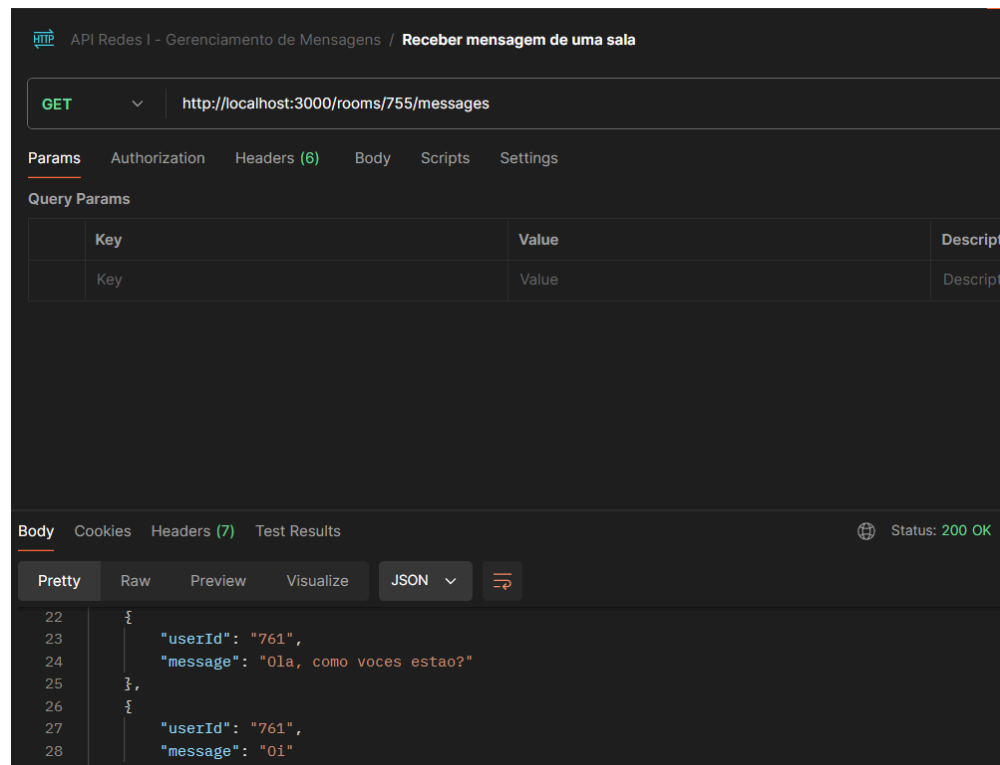 HTTP API Redes I - Gerenciamento de Mensagens / Receber mensagem de uma sala
GET http://localhost:3000/rooms/755/messages
Params Authorization Headers (6) Body Scripts Settings
Query Params
Key Value Descript
Key Value Descript
Body Cookies Headers (7) Test Results Status: 200 OK
Pretty Raw Preview Visualize JSON
22 {
23 "userId": "761",
24 "message": "Ola, como voces estao?"
25 },
26 {
27 "userId": "761",
28 "message": "Oi"